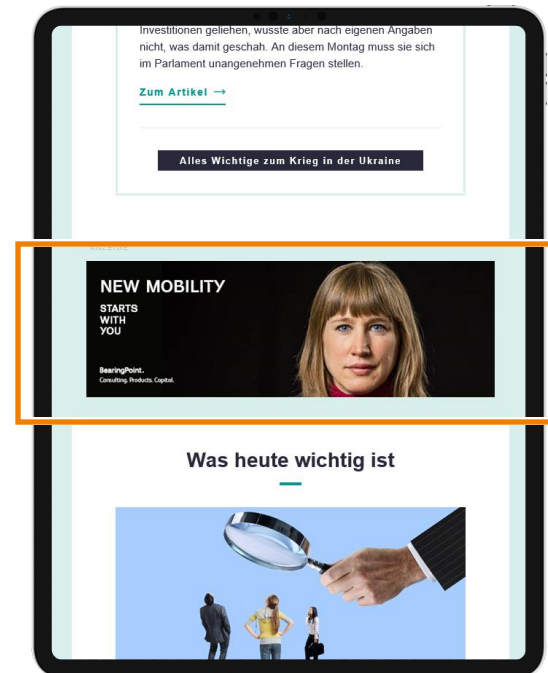 Investitionen geliehen, wusste aber nach eigenen Angaben
nicht, was damit geschah. An diesem Montag muss sie sich
im Parlament unangenehmen Fragen stellen.
Zum Artikel →
Alles Wichtige zum Krieg in der Ukraine
ANZEIGE
NEW MOBILITY
STARTS
WITH
YOU
BearingPoint.
Consulting. Products. Capital.
Was heute wichtig ist